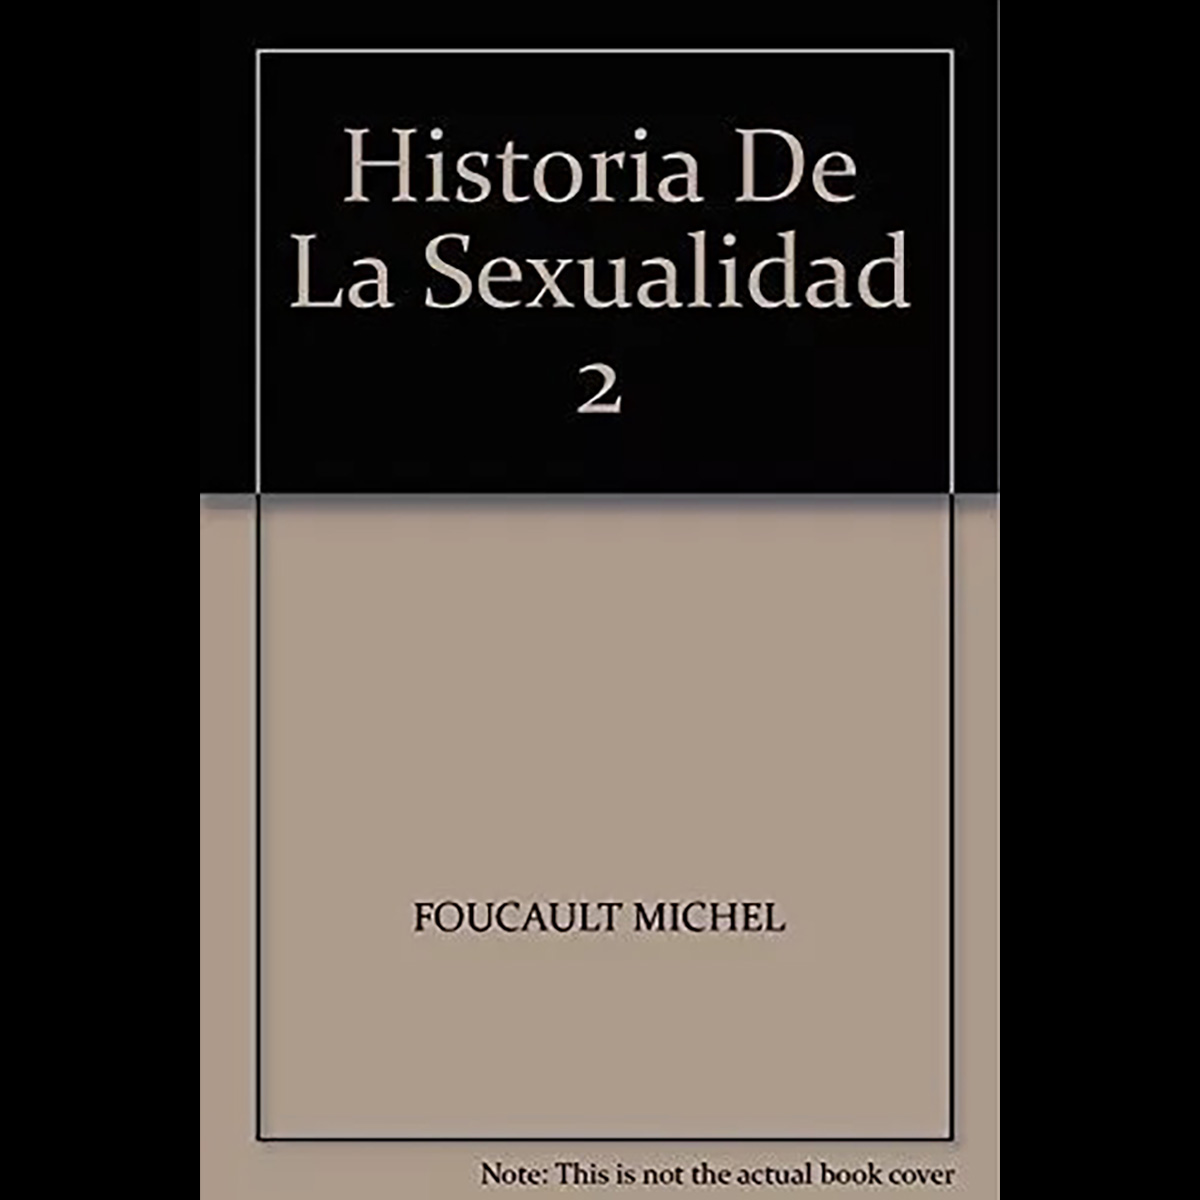 Historia De
La Sexualidad
2
FOUCAULT MICHEL
Note: This is not the actual book cover